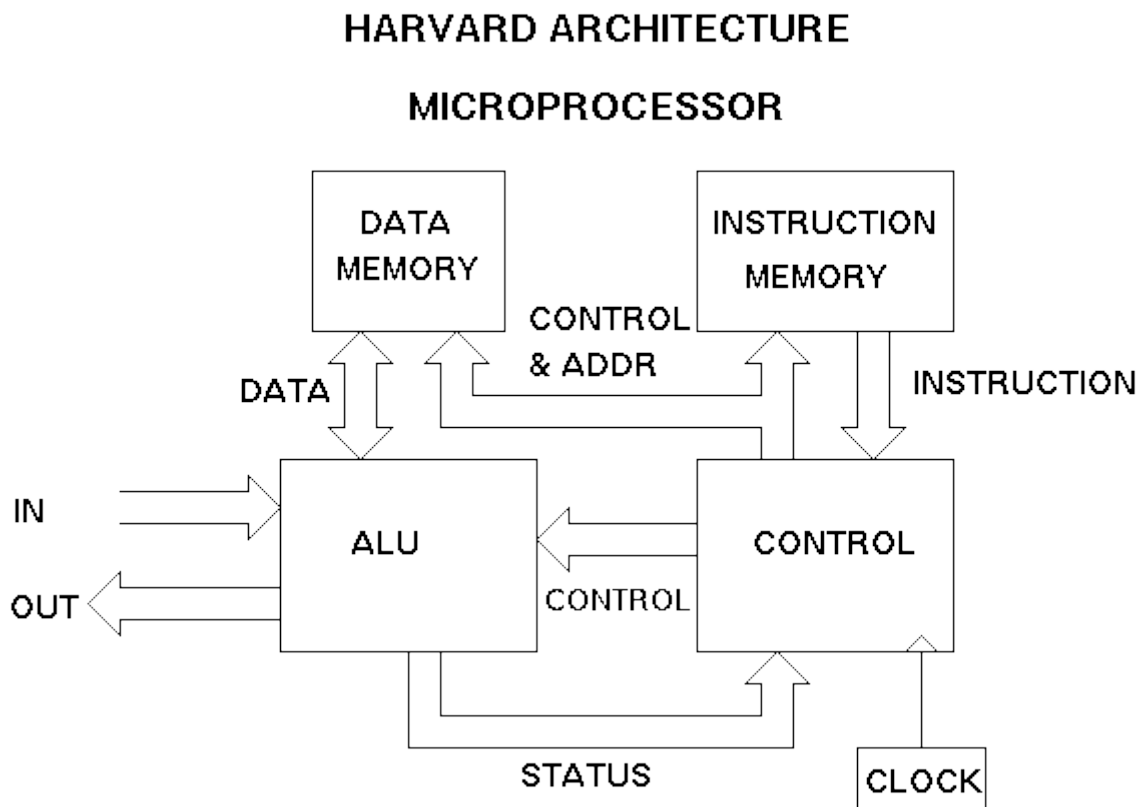 HARVARD ARCHITECTURE
MICROPROCESSOR
DATA
MEMORY
INSTRUCTION
MEMORY
CONTROL
& ADDR
DATA
INSTRUCTION
IN
ALU
CONTROL
OUT
CONTROL
STATUS
CLOCK